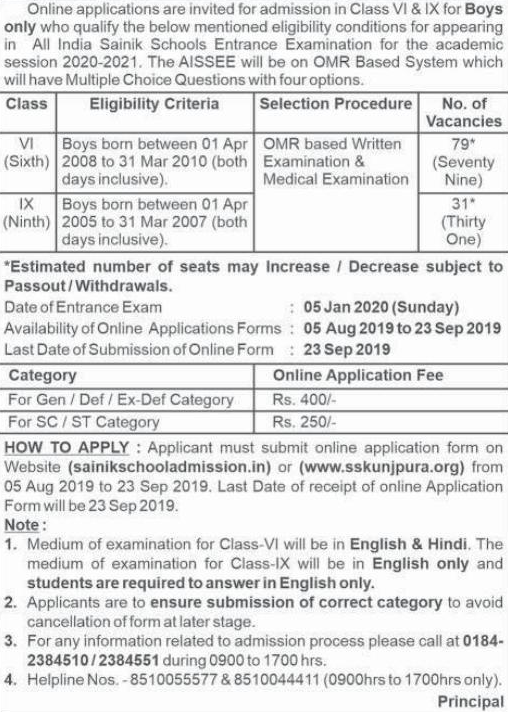 Online applications are invited for admission in Class VI & IX for Boys
only who qualify the below mentioned eligibility conditions for appearing
in All India Sainik Schools Entrance Examination for the academic
session 2020-2021. The AISSEE will be on OMR Based System which
will have Multiple Choice Questions with four options.
Class Eligibility Criteria Selection Procedure No. of
Vacancies
VI Boys born between 01 Apr OMR based Written 79*
(Sixth) 2008 to 31 Mar 2010 (both Examination & (Seventy
days inclusive). Medical Examination Nine)
IX Boys born between 01 Apr 31*
(Ninth) 2005 to 31 Mar 2007 (both (Thirty
days inclusive). One)
*Estimated number of seats may Increase / Decrease subject to
Passout / Withdrawals.
Date of Entrance Exam : 05 Jan 2020 (Sunday)
Availability of Online Applications Forms : 05 Aug 2019 to 23 Sep 2019
Last Date of Submission of Online Form : 23 Sep 2019
Category Online Application Fee
For Gen / Def / Ex-Def Category Rs. 400/-
For SC / ST Category Rs. 250/-
HOW TO APPLY : Applicant must submit online application form on
Website (sainikschooladmission.in) or (www.sskunjpura.org) from
05 Aug 2019 to 23 Sep 2019. Last Date of receipt of online Application
Form will be 23 Sep 2019.
Note :
1. Medium of examination for Class-VI will be in English & Hindi. The
medium of examination for Class-IX will be in English only and
students are required to answer in English only.
2. Applicants are to ensure submission of correct category to avoid
cancellation of form at later stage.
3. For any information related to admission process please call at 0184-
2384510 / 2384551 during 0900 to 1700 hrs.
4. Helpline Nos. - 8510055577 & 8510044411 (0900hrs to 1700hrs only).
Principal